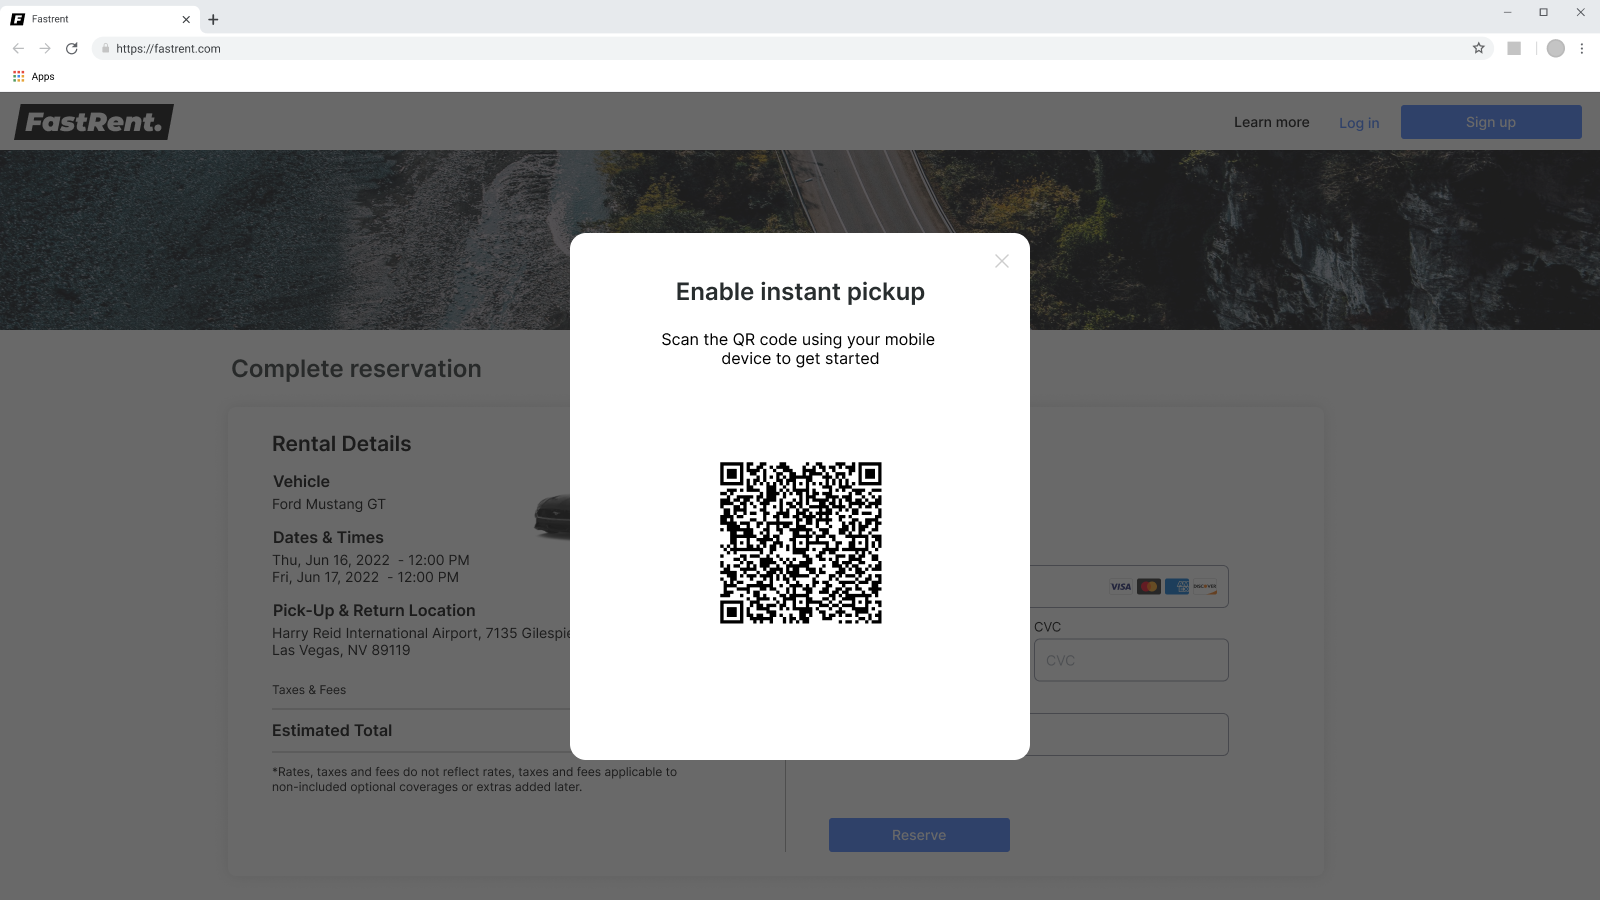 Fastrent
https://fastrent.com
Apps
FastRent.
Learn more
Log in
Sign up
Enable instant pickup
Scan the QR code using your mobile
device to get started
Complete reservation
Rental Details
Vehicle
Ford Mustang GT
Dates & Times
Thu, Jun 16, 2022 - 12:00 PM
Fri, Jun 17, 2022 - 12:00 PM
Pick-Up & Return Location
Harry Reid International Airport, 7135 Gilespie
Las Vegas, NV 89119
Taxes & Fees
Estimated Total
*Rates, taxes and fees do not reflect rates, taxes and fees applicable to
non-included optional coverages or extras added later.
VISA
DISCOVER
CVC
CVC
Reserve